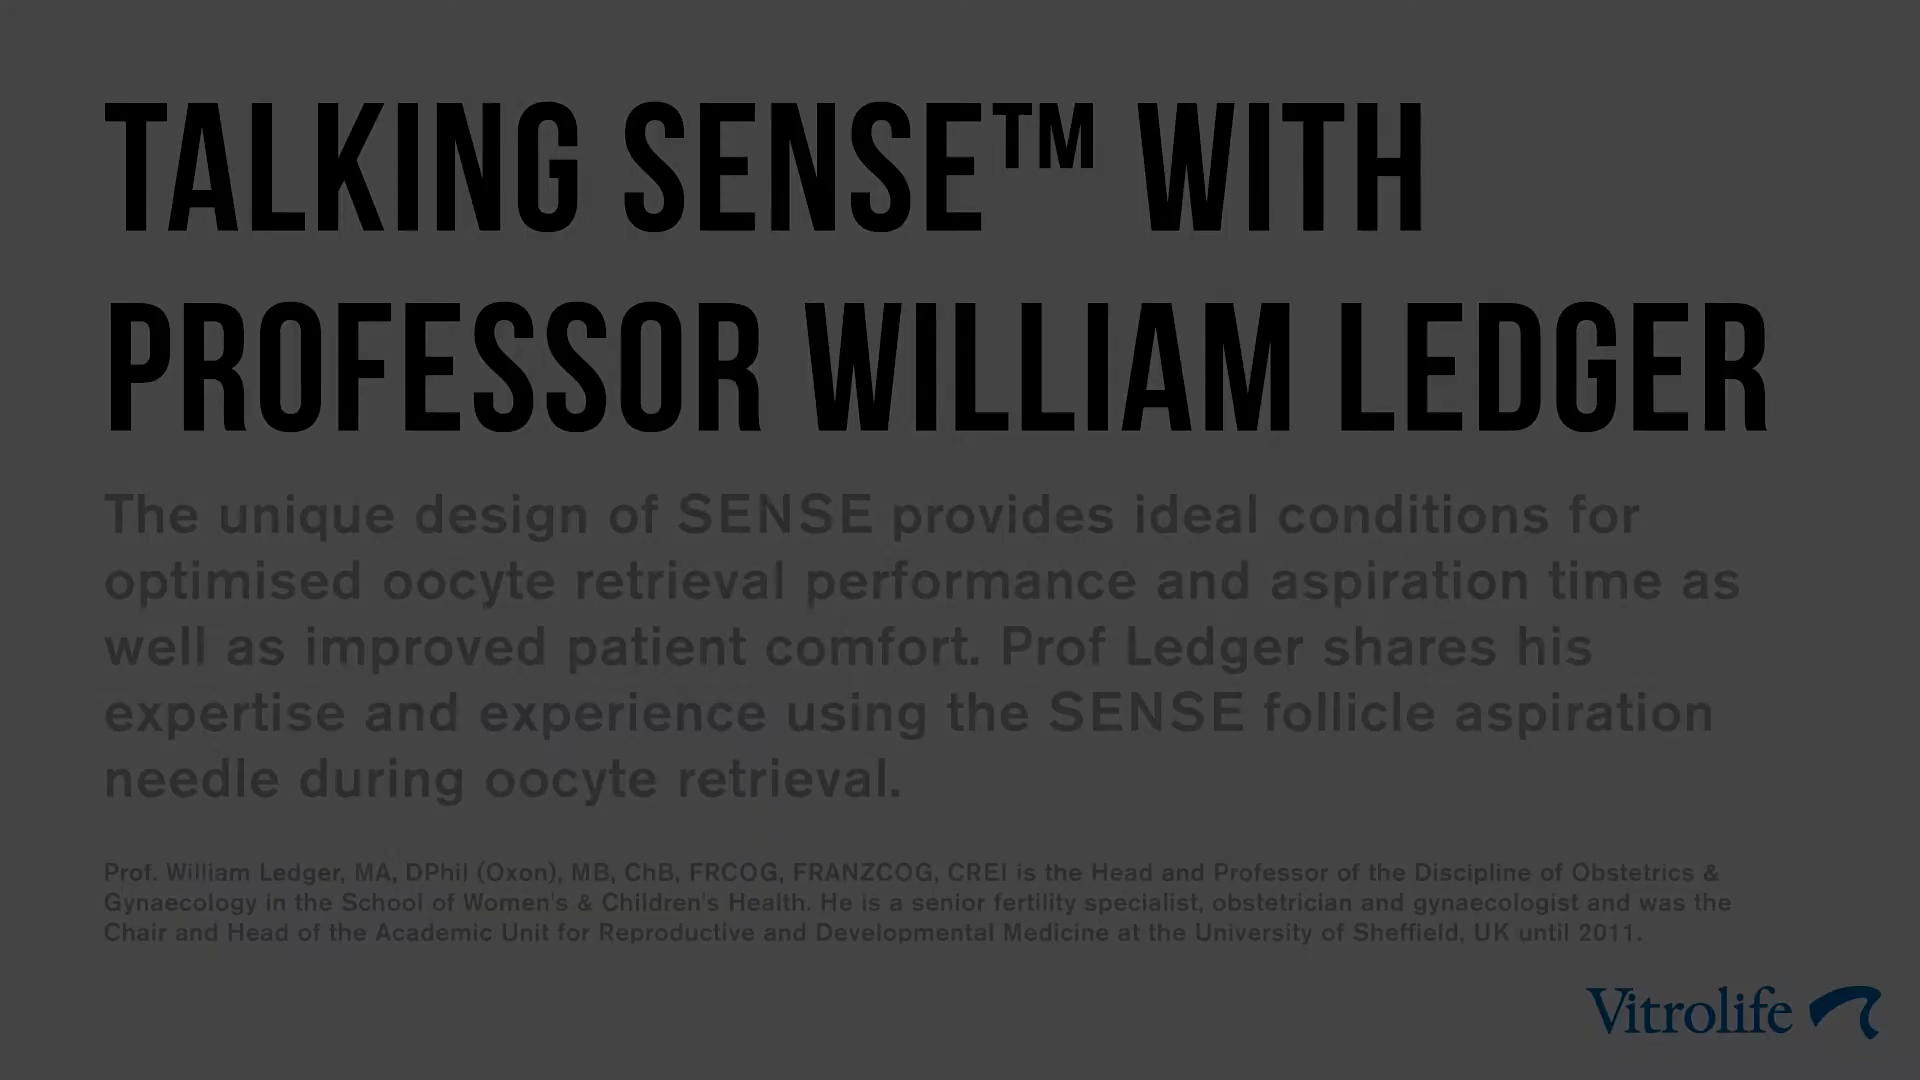 TALKING SENSE™ WITH
PROFESSOR WILLIAM LEDGER
The unique design of SENSE provides ideal conditions for
optimised oocyte retrieval performance and aspiration time as
well as improved patient comfort. Prof Ledger shares his
expertise and experience using the SENSE follicle aspiration
needle during oocyte retrieval.
Prof. William Ledger, MA, DPhil (Oxon), MB, ChB, FRCOG, FRANZCOG, CREI is the Head and Professor of the Discipline of Obstetrics &
Gynaecology in the School of Women's & Children's Health. He is a senior fertility specialist, obstetrician and gynaecologist and was the
Chair and Head of the Academic Unit for Reproductive and Developmental Medicine at the University of Sheffield, UK until 2011.
Vitrolife